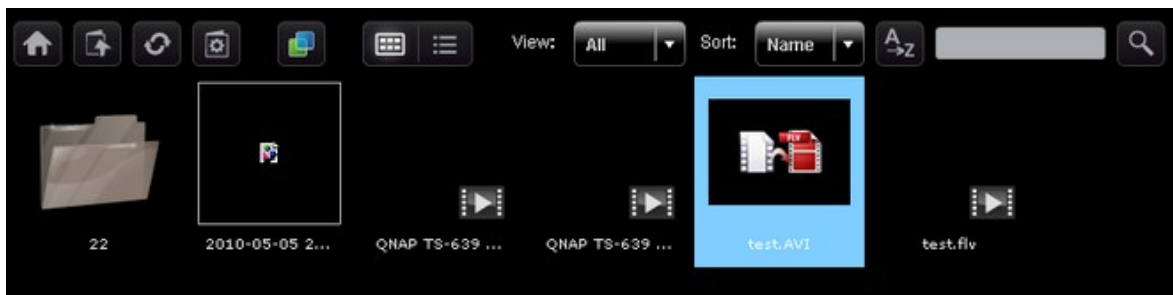 View: All Sort: Name A→Z
FLV
22 2010-05-05 2... QNAP TS-639 ... QNAP TS-639 ... test.AVI test.flv